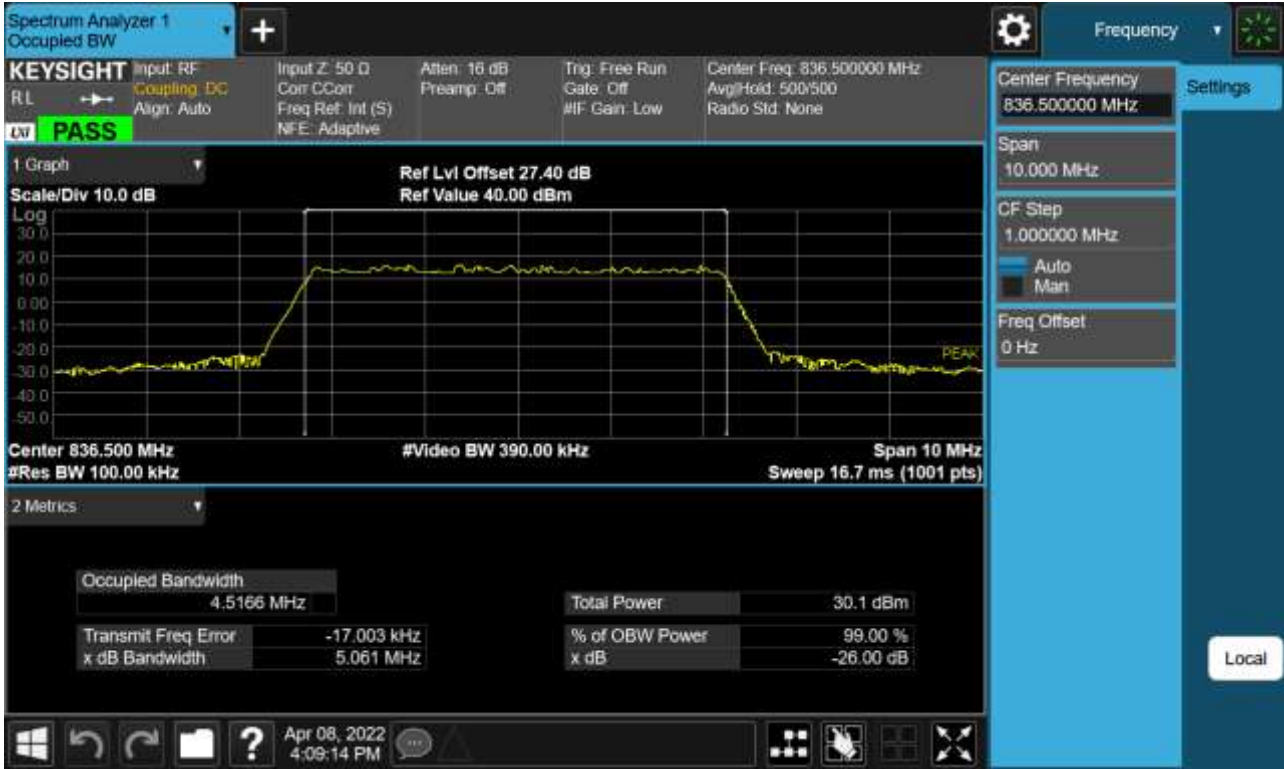 Spectrum Analyzer 1
Occupied BW
Frequency
KEYSIGHT
RL
LXI
PASS
Input: RF
Coupling: DC
Align: Auto
Input Z: 50 Ω
Corr CCorr
Freq Ref: Int (S)
NFE: Adaptive
Atten: 16 dB
Preamp: Off
Trig: Free Run
Gate: Off
#IF Gain: Low
Center Freq: 836.500000 MHz
Avg|Hold: 500/500
Radio Std: None
1 Graph
Scale/Div 10.0 dB
Ref Lvl Offset 27.40 dB
Ref Value 40.00 dBm
Log
30.0
20.0
10.0
0.00
-10.0
-20.0
-30.0
-40.0
-50.0
PEAK
Center 836.500 MHz
#Video BW 390.00 kHz
Span 10 MHz
#Res BW 100.00 kHz
Sweep 16.7 ms (1001 pts)
2 Metrics
Occupied Bandwidth
4.5166 MHz
Total Power 30.1 dBm
Transmit Freq Error -17.003 kHz
% of OBW Power 99.00 %
x dB Bandwidth 5.061 MHz
x dB -26.00 dB
Center Frequency
836.500000 MHz
Settings
Span
10.000 MHz
CF Step
1.000000 MHz
Auto
Man
Freq Offset
0 Hz
Local
?
Apr 08, 2022
4:09:14 PM